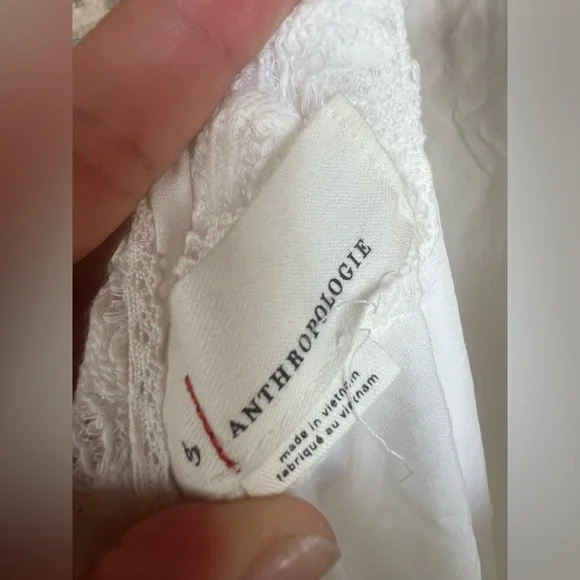 by ANTHROPOLOGIE
made in vietnam
fabriqué au vietnam